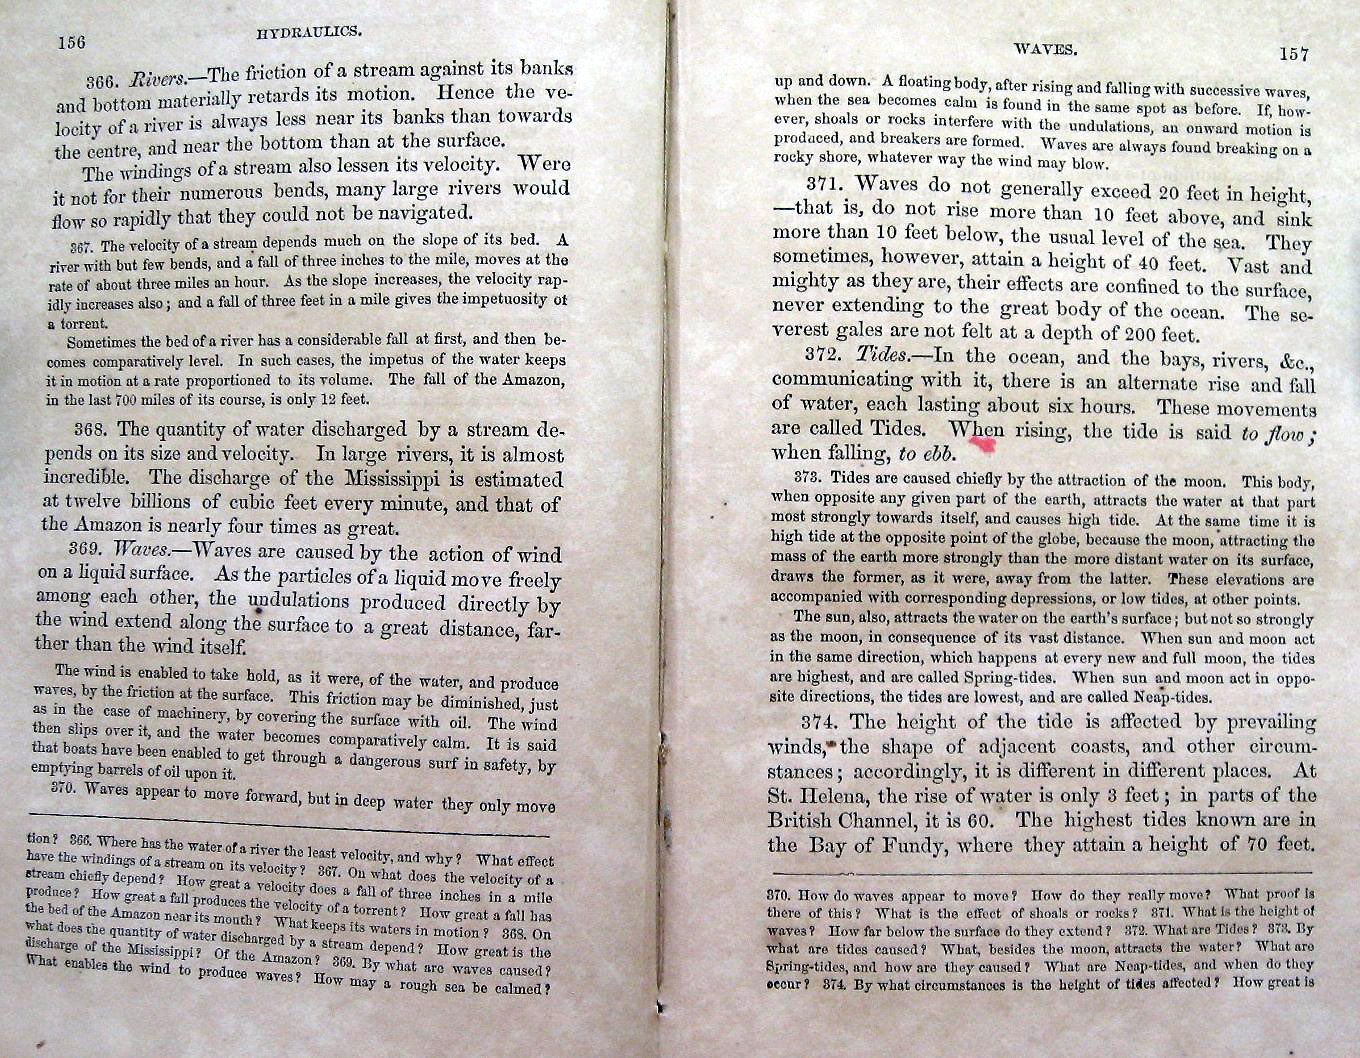 156
HYDRAULICS.
366. Rivers.—The friction of a stream against its banks
and bottom materially retards its motion. Hence the ve-
locity of a river is always less near its banks than towards
the centre, and near the bottom than at the surface.
The windings of a stream also lessen its velocity. Were
it not for their numerous bends, many large rivers would
flow so rapidly that they could not be navigated.
367. The velocity of a stream depends much on the slope of its bed. A
river with but few bends, and a fall of three inches to the mile, moves at the
rate of about three miles an hour. As the slope increases, the velocity rap-
idly increases also; and a fall of three feet in a mile gives the impetuosity of
a torrent.
Sometimes the bed of a river has a considerable fall at first, and then be-
comes comparatively level. In such cases, the impetus of the water keeps
it in motion at a rate proportioned to its volume. The fall of the Amazon,
in the last 700 miles of its course, is only 12 feet.
368. The quantity of water discharged by a stream de-
pends on its size and velocity. In large rivers, it is almost
incredible. The discharge of the Mississippi is estimated
at twelve billions of cubic feet every minute, and that of
the Amazon is nearly four times as great.
369. Waves.—Waves are caused by the action of wind
on a liquid surface. As the particles of a liquid move freely
among each other, the undulations produced directly by
the wind extend along the surface to a great distance, far-
ther than the wind itself.
The wind is enabled to take hold, as it were, of the water, and produce
waves, by the friction at the surface. This friction may be diminished, just
as in the case of machinery, by covering the surface with oil. The wind
then slips over it, and the water becomes comparatively calm. It is said
that boats have been enabled to get through a dangerous surf in safety, by
emptying barrels of oil upon it.
370. Waves appear to move forward, but in deep water they only move
tion? 366. Where has the water of a river the least velocity, and why? What effect
have the windings of a stream on its velocity? 367. On what does the velocity of a
stream chiefly depend? How great a velocity does a fall of three inches in a mile
produce? How great a fall produces the velocity of a torrent? How great a fall has
the bed of the Amazon near its mouth? What keeps its waters in motion? 368. On
what does the quantity of water discharged by a stream depend? How great is the
discharge of the Mississippi? Of the Amazon? 369. By what are waves caused?
What enables the wind to produce waves? How may a rough sea be calmed?
WAVES.
157
up and down. A floating body, after rising and falling with successive waves,
when the sea becomes calm is found in the same spot as before. If, how-
ever, shoals or rocks interfere with the undulations, an onward motion is
produced, and breakers are formed. Waves are always found breaking on a
rocky shore, whatever way the wind may blow.
371. Waves do not generally exceed 20 feet in height,
—that is, do not rise more than 10 feet above, and sink
more than 10 feet below, the usual level of the sea. They
sometimes, however, attain a height of 40 feet. Vast and
mighty as they are, their effects are confined to the surface,
never extending to the great body of the ocean. The se-
verest gales are not felt at a depth of 200 feet.
372. Tides.—In the ocean, and the bays, rivers, &c.,
communicating with it, there is an alternate rise and fall
of water, each lasting about six hours. These movements
are called Tides. When rising, the tide is said to flow;
when falling, to ebb.
373. Tides are caused chiefly by the attraction of the moon. This body,
when opposite any given part of the earth, attracts the water at that part
most strongly towards itself, and causes high tide. At the same time it is
high tide at the opposite point of the globe, because the moon, attracting the
mass of the earth more strongly than the more distant water on its surface,
draws the former, as it were, away from the latter. These elevations are
accompanied with corresponding depressions, or low tides, at other points.
The sun, also, attracts the water on the earth's surface; but not so strongly
as the moon, in consequence of its vast distance. When sun and moon act
in the same direction, which happens at every new and full moon, the tides
are highest, and are called Spring-tides. When sun and moon act in oppo-
site directions, the tides are lowest, and are called Neap-tides.
374. The height of the tide is affected by prevailing
winds, the shape of adjacent coasts, and other circum-
stances; accordingly, it is different in different places. At
St. Helena, the rise of water is only 3 feet; in parts of the
British Channel, it is 60. The highest tides known are in
the Bay of Fundy, where they attain a height of 70 feet.
370. How do waves appear to move? How do they really move? What proof is
there of this? What is the effect of shoals or rocks? 371. What is the height of
waves? How far below the surface do they extend? 372. What are Tides? 373. By
what are tides caused? What, besides the moon, attracts the water? What are
Spring-tides, and how are they caused? What are Neap-tides, and when do they
occur? 374. By what circumstances is the height of tides affected? How great is